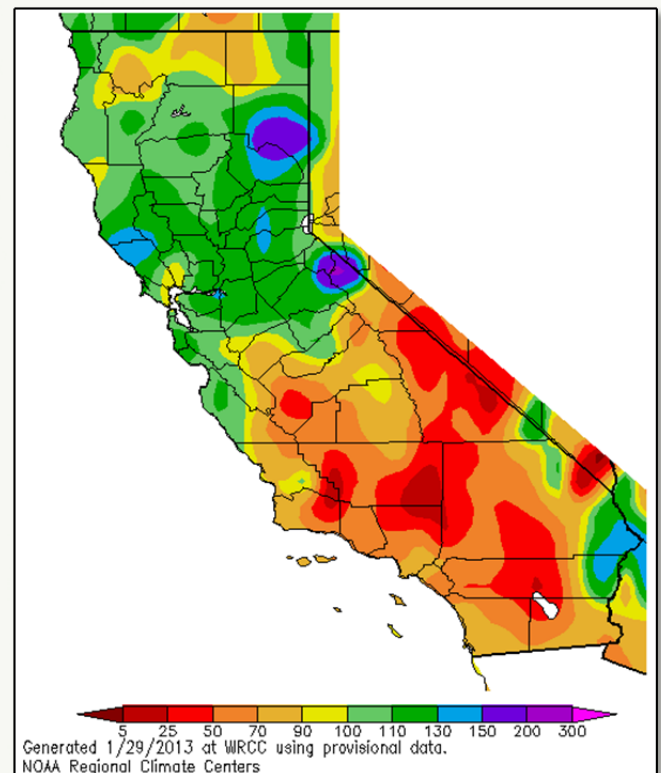 5 25 50 70 90 100 110 130 150 200 300
Generated 1/29/2013 at WRCC using provisional data.
NOAA Regional Climate Centers